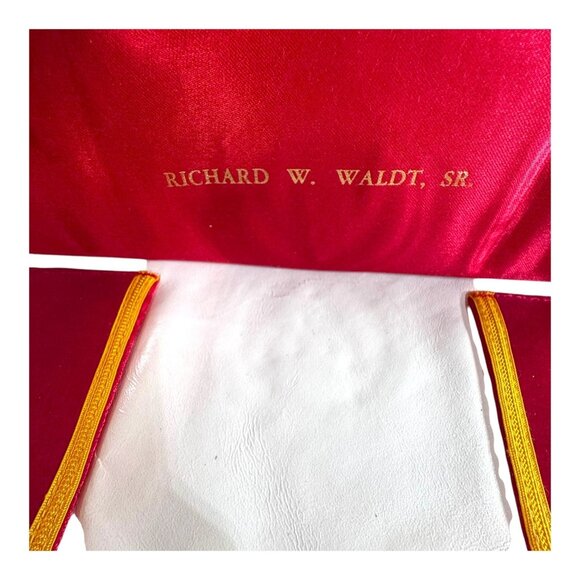 RICHARD W. WALDT, SR.